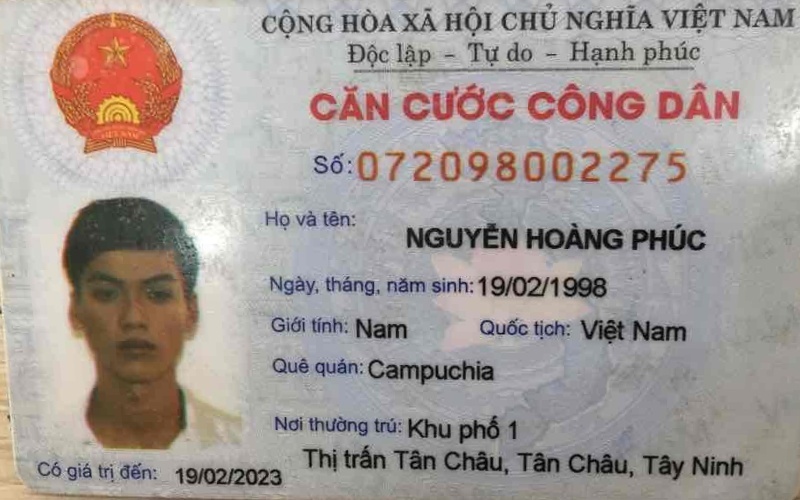 CỘNG HÒA XÃ HỘI CHỦ NGHĨA VIỆT NAM
Độc lập - Tự do - Hạnh phúc
CĂN CƯỚC CÔNG DÂN
Số: 072098002275
Họ và tên:
NGUYỄN HOÀNG PHÚC
Ngày, tháng, năm sinh: 19/02/1998
Giới tính: Nam Quốc tịch: Việt Nam
Quê quán: Campuchia
Nơi thường trú: Khu phố 1
Thị trấn Tân Châu, Tân Châu, Tây Ninh
Có giá trị đến: 19/02/2023